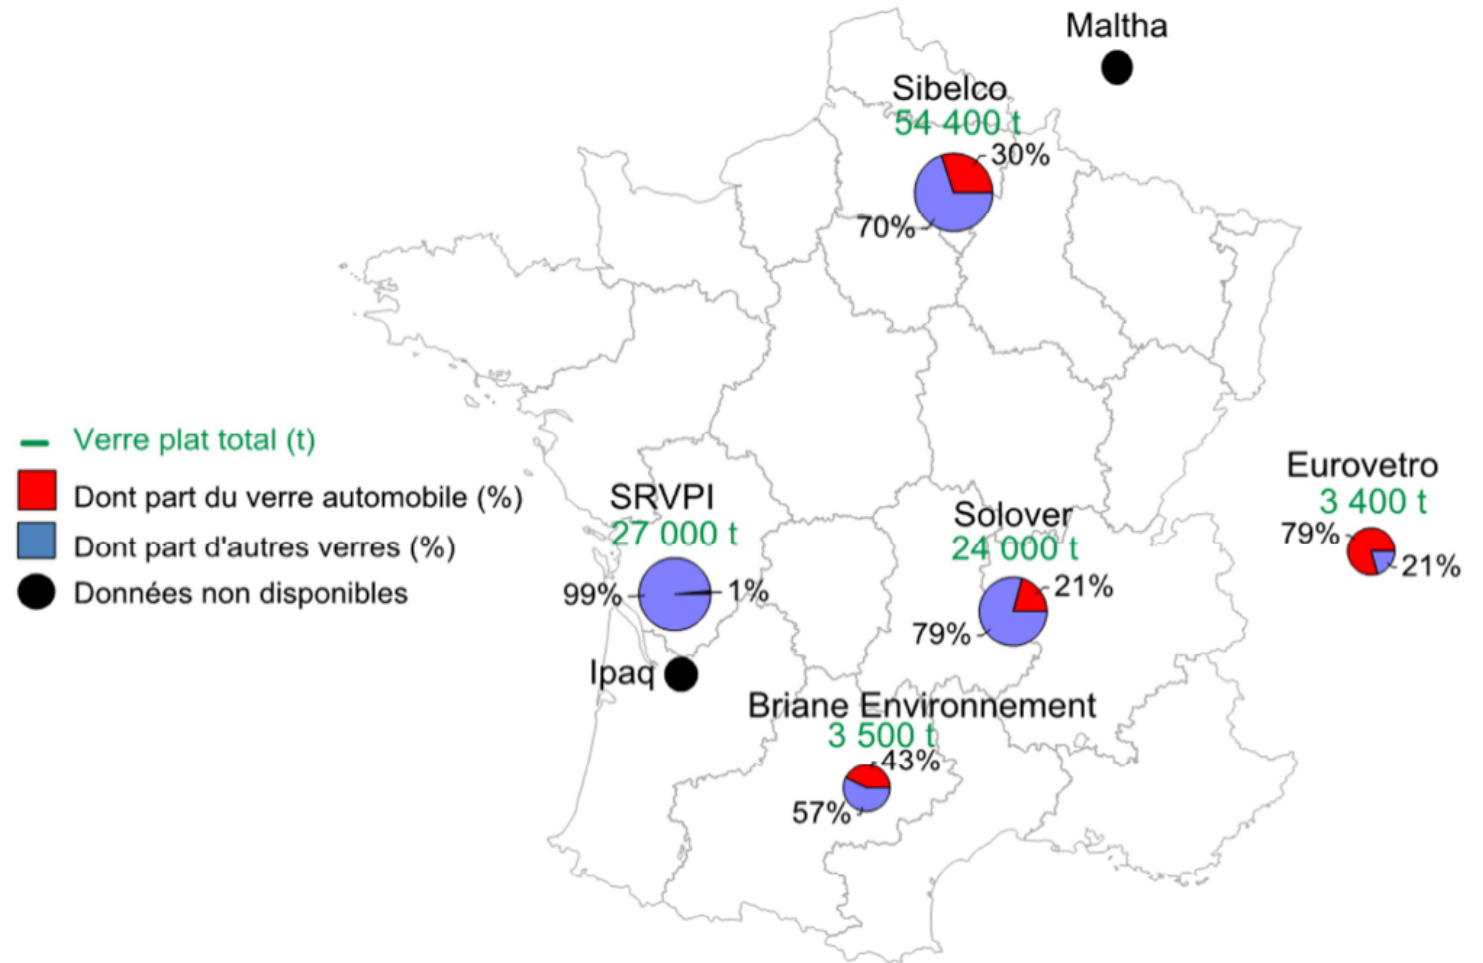 Maltha
Sibelco
54 400 t
30%
70%
Verre plat total (t)
Dont part du verre automobile (%)
Dont part d'autres verres (%)
Données non disponibles
SRVPI
27 000 t
99%
1%
Ipaq
Solover
24 000 t
21%
79%
Eurovetro
3 400 t
79%
21%
Briane Environnement
3 500 t
43%
57%